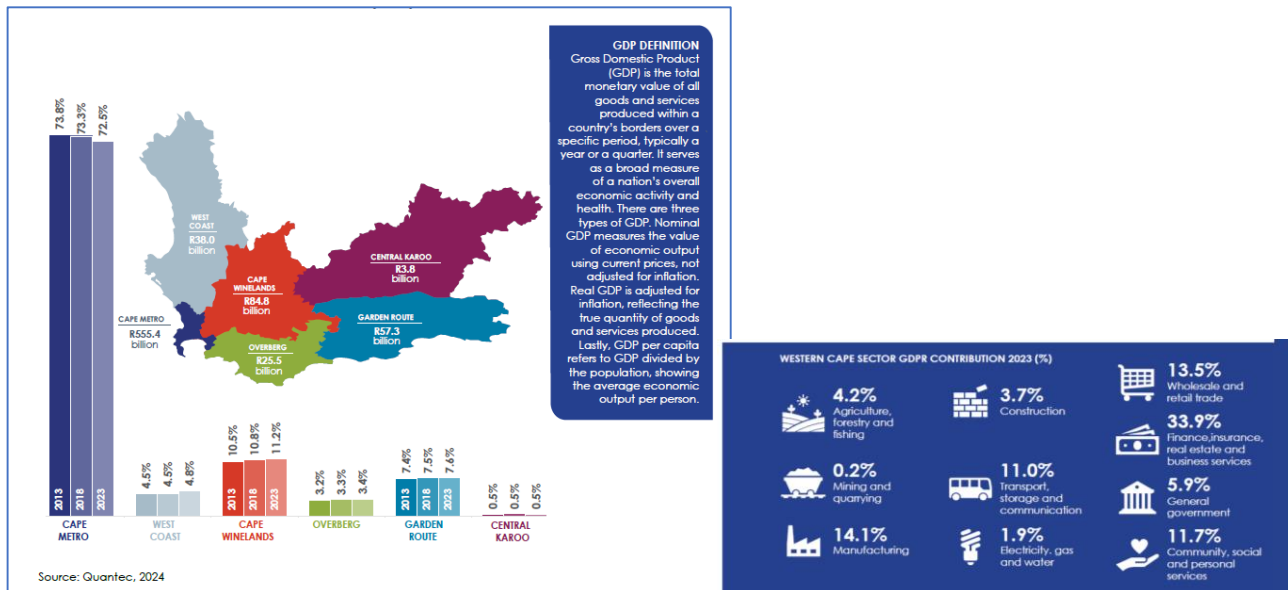 GDP DEFINITION
Gross Domestic Product
(GDP) is the total
monetary value of all
goods and services
produced within a
country's borders over a
specific period, typically a
year or a quarter. It serves
as a broad measure
of a nation's overall
economic activity and
health. There are three
types of GDP. Nominal
GDP measures the value
of economic output
using current prices, not
adjusted for inflation.
Real GDP is adjusted for
inflation, reflecting the
true quantity of goods
and services produced.
Lastly, GDP per capita
refers to GDP divided by
the population, showing
the average economic
output per person.
73.8%
73.3%
72.5%
2013
2018
2023
CAPE
METRO
WEST
COAST
R38.0
billion
CAPE
WINELANDS
R84.8
billion
CENTRAL KAROO
R3.8
billion
CAPE METRO
R555.4
billion
GARDEN ROUTE
R57.3
billion
OVERBERG
R25.5
billion
4.5%
4.5%
4.8%
WEST
COAST
10.5%
10.8%
11.2%
2013
2018
2023
CAPE
WINELANDS
3.2%
3.3%
3.4%
OVERBERG
7.4%
7.5%
7.6%
2013
2018
2023
GARDEN
ROUTE
0.5%
0.5%
0.5%
CENTRAL
KAROO
Source: Quantec, 2024
WESTERN CAPE SECTOR GDPR CONTRIBUTION 2023 (%)
4.2%
Agriculture,
forestry and
fishing
0.2%
Mining and
quarrying
14.1%
Manufacturing
3.7%
Construction
11.0%
Transport,
storage and
communication
1.9%
Electricity, gas
and water
13.5%
Wholesale and
retail trade
33.9%
Finance,insurance,
real estate and
business services
5.9%
General
government
11.7%
Community, social
and personal
services